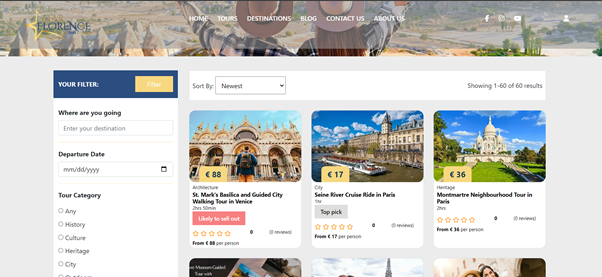 FLORENCE
HOME TOURS DESTINATIONS BLOG CONTACT US ABOUT US
YOUR FILTER:
Filter
Where are you going
Enter your destination
Departure Date
mm/dd/yyyy
Tour Category
Any
History
Culture
Heritage
City
Outdoors
Sort By:
Newest
Showing 1-60 of 60 results
€ 88
Architecture
St. Mark's Basilica and Guided City
Walking Tour in Venice
2hrs 50min
Likely to sell out
0 (0 reviews)
From € 88 per person
€ 17
City
Seine River Cruise Ride in Paris
1hr
Top pick
0 (0 reviews)
From € 17 per person
€ 36
Heritage
Montmartre Neighbourhood Tour in
Paris
2hrs
0 (0 reviews)
From € 36 per person
Museum Guided
Tour with